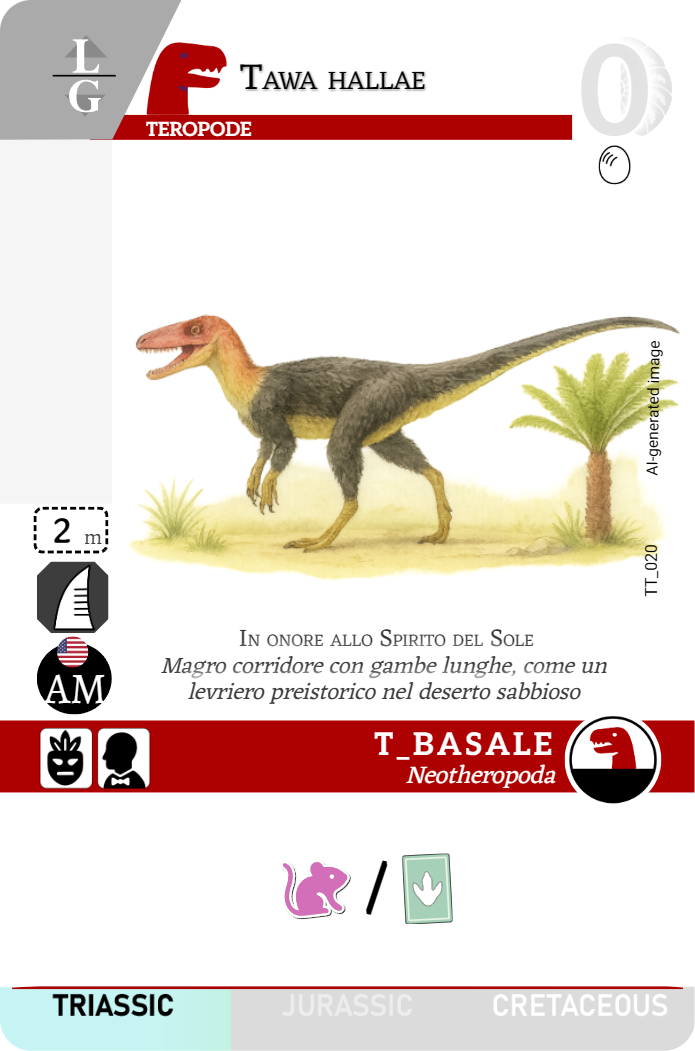 L
G
Tawa hallae
TEROPODE
0
AI-generated image
TT_020
2 m
AM
In onore allo Spirito del Sole
Magro corridore con gambe lunghe, come un
levriero preistorico nel deserto sabbioso
T_BASALE
Neotheropoda
/
TRIASSIC JURASSIC CRETACEOUS